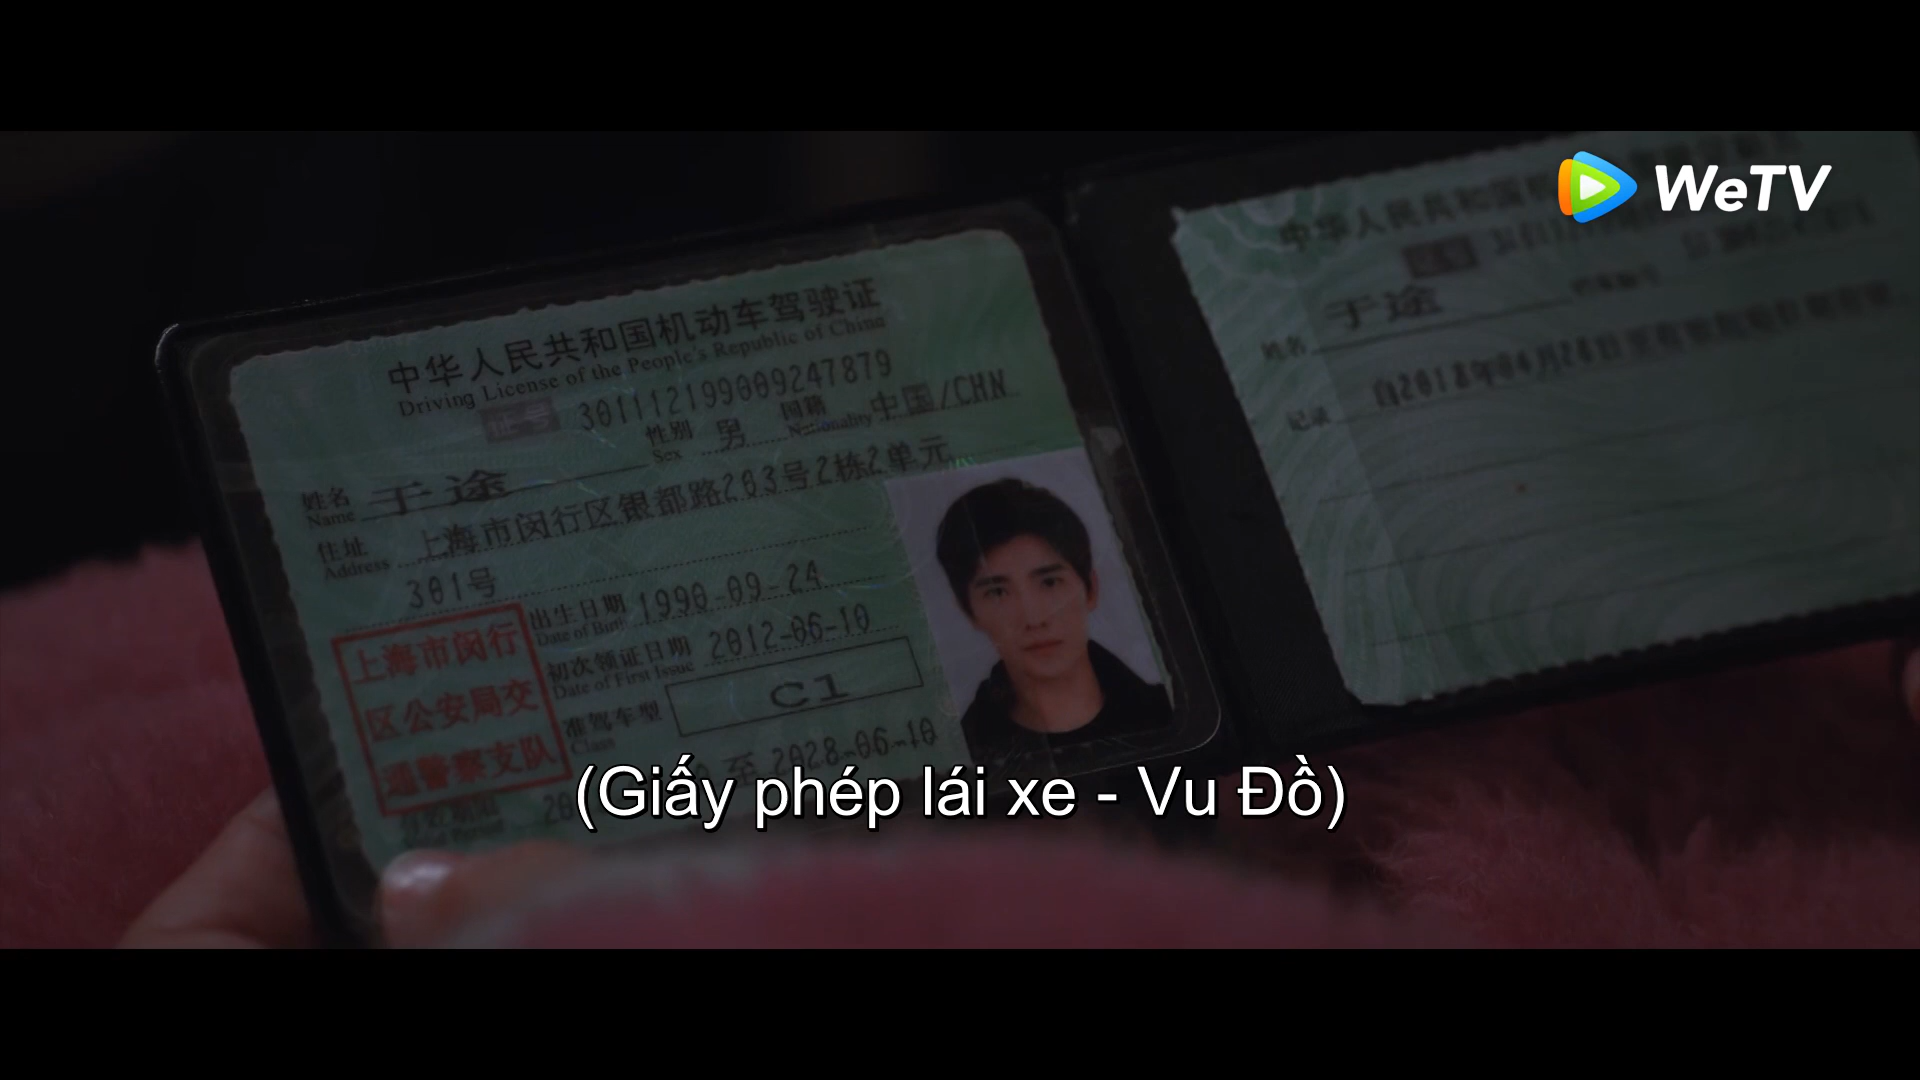 WeTV
中华人民共和国机动车驾驶证
Driving License of the People's Republic of China
证号 301112199009247879
姓名 于途 性别 男 国籍 中国/CHN
Name Sex Nationality
住址 上海市闵行区银都路203号2栋2单元
Address
301号
出生日期 1990-09-24
Date of Birth
初次领证日期 2012-06-10
Date of First Issue
准驾车型 C1
Class
至 2028-06-10
上海市闵行
区公安局交
通警察支队
中华人民共和国
姓名 于途
记录 自2018年04月26日
(Giấy phép lái xe - Vu Đồ)